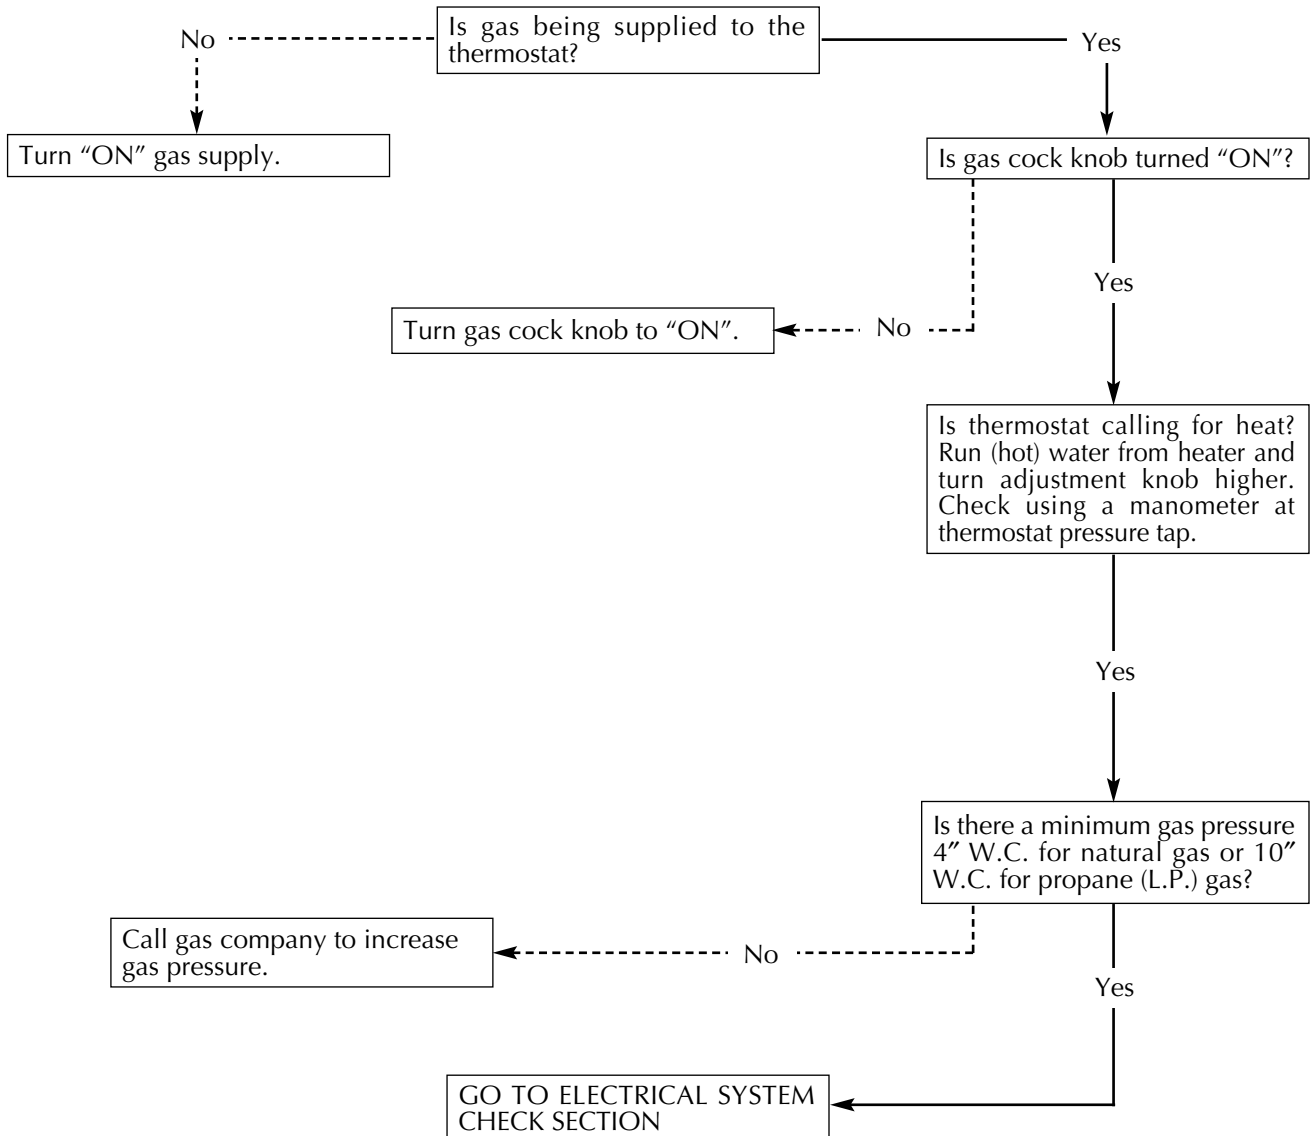 Is gas being supplied to the
thermostat?
No
Yes
Turn “ON” gas supply.
Is gas cock knob turned “ON”?
Yes
Turn gas cock knob to “ON”.
No
Is thermostat calling for heat?
Run (hot) water from heater and
turn adjustment knob higher.
Check using a manometer at
thermostat pressure tap.
Yes
Is there a minimum gas pressure
4″ W.C. for natural gas or 10″
W.C. for propane (L.P.) gas?
Call gas company to increase
gas pressure.
No
Yes
GO TO ELECTRICAL SYSTEM
CHECK SECTION